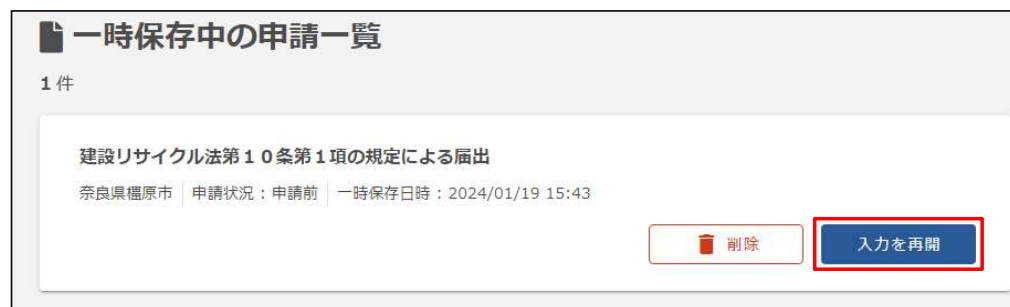 一時保存中の申請一覧
1 件
建設リサイクル法第１０条第１項の規定による届出
奈良県橿原市 申請状況：申請前 一時保存日時：2024/01/19 15:43
削除 入力を再開